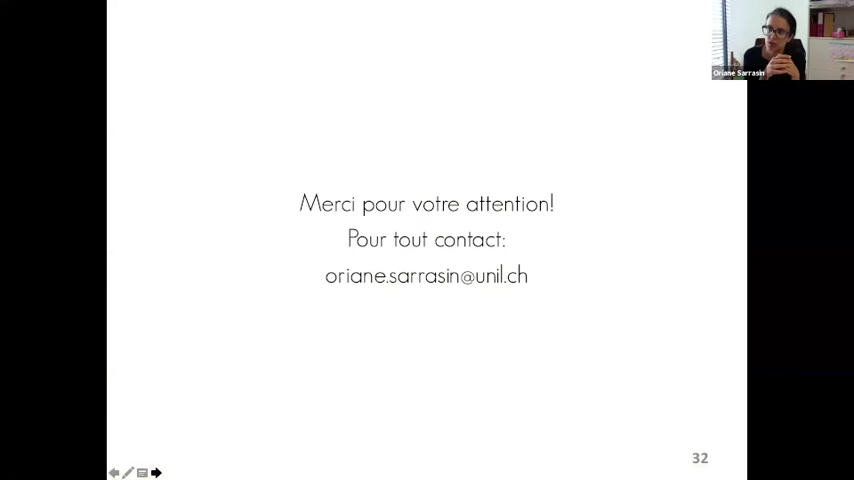 Oriane Sarrasin
Merci pour votre attention!
Pour tout contact:
oriane.sarrasin@unil.ch
32